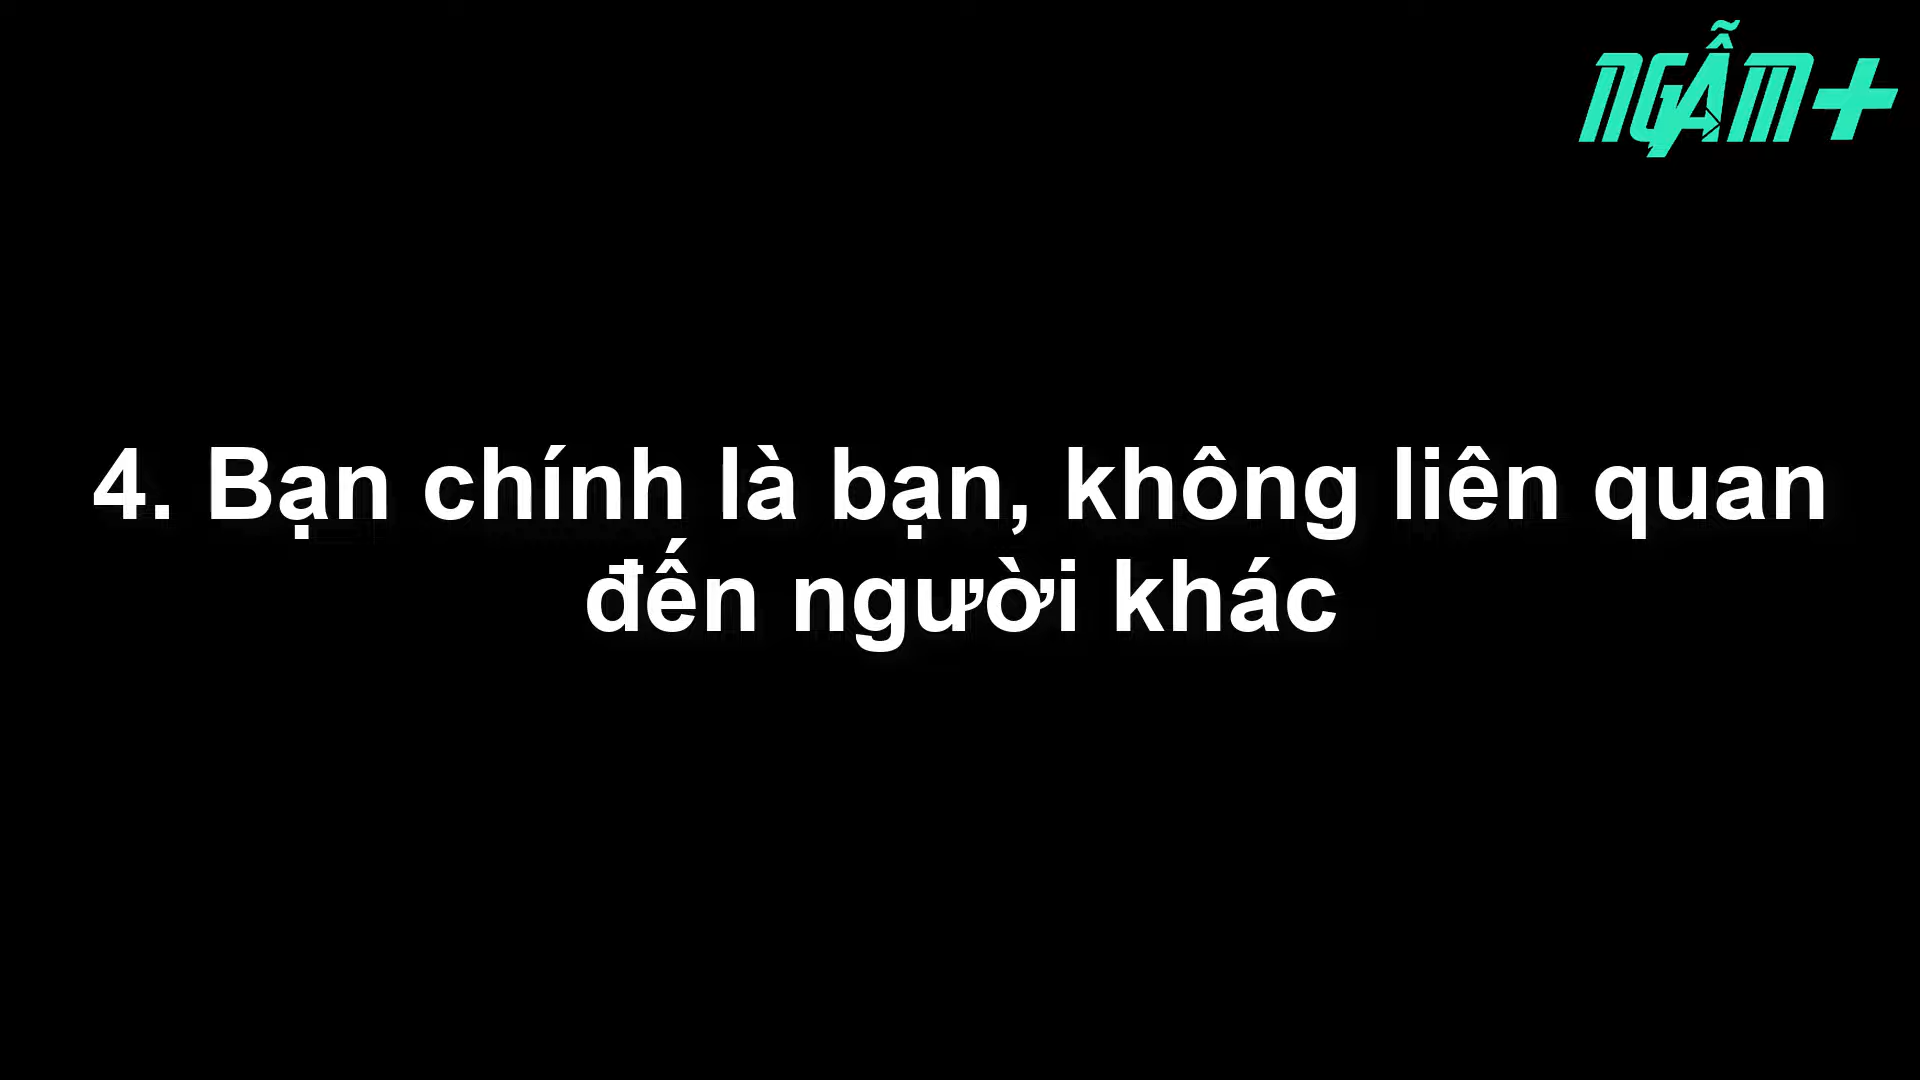 NGẪM+
4. Bạn chính là bạn, không liên quan
đến người khác